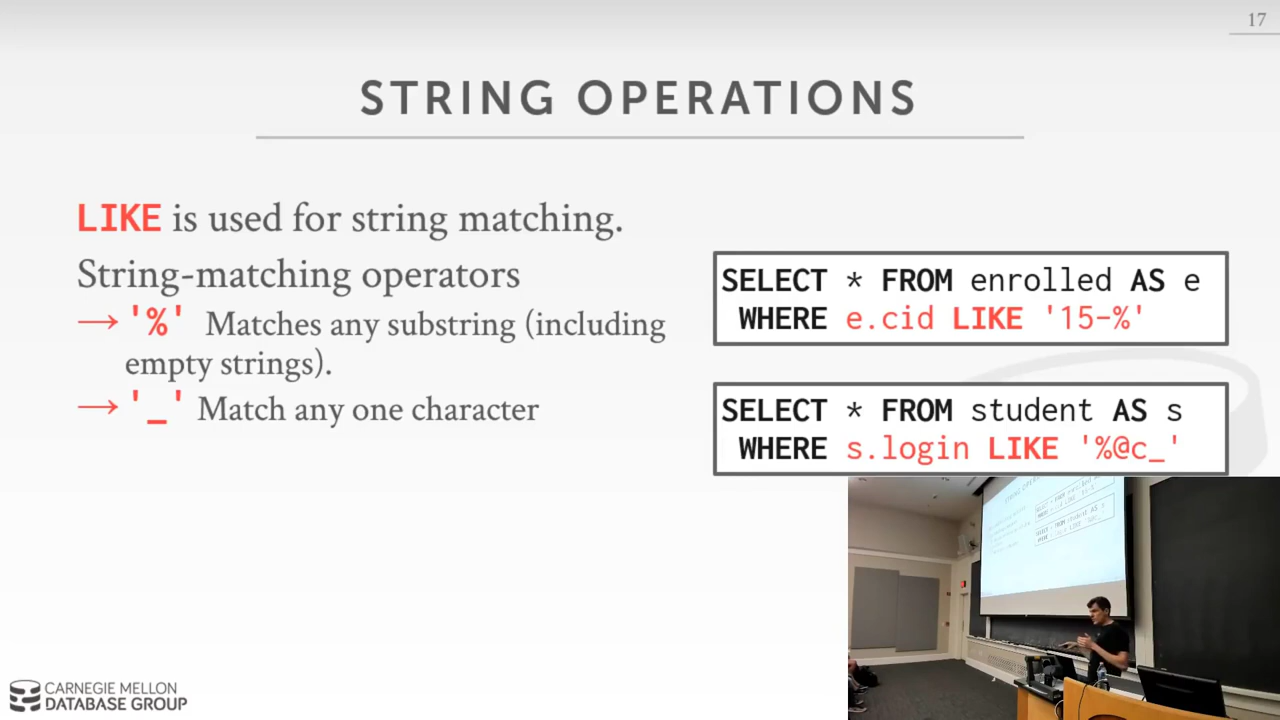 17
STRING OPERATIONS
LIKE is used for string matching.
String-matching operators
→ '%' Matches any substring (including
empty strings).
→ '_' Match any one character
SELECT * FROM enrolled AS e
WHERE e.cid LIKE '15-%'
SELECT * FROM student AS s
WHERE s.login LIKE '%@c_'
CARNEGIE MELLON
DATABASE GROUP